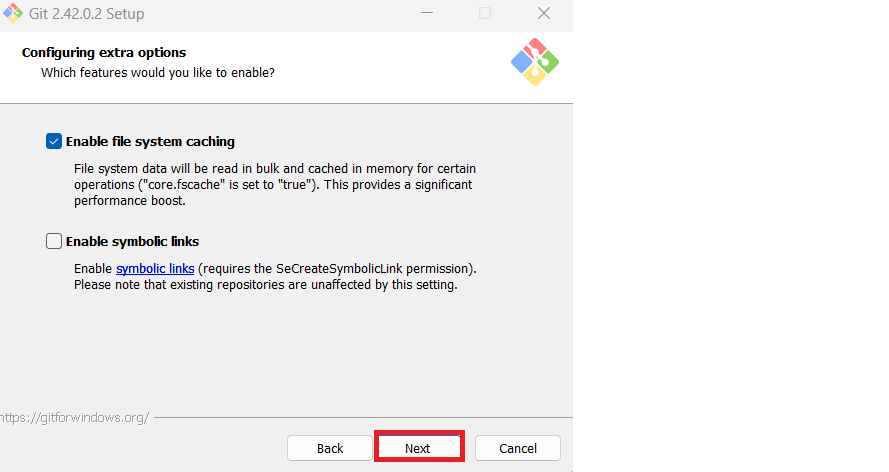 Git 2.42.0.2 Setup
Configuring extra options
Which features would you like to enable?
Enable file system caching
File system data will be read in bulk and cached in memory for certain
operations ("core.fscache" is set to "true"). This provides a significant
performance boost.
Enable symbolic links
Enable symbolic links (requires the SeCreateSymbolicLink permission).
Please note that existing repositories are unaffected by this setting.
https://gitforwindows.org/
Back Next Cancel